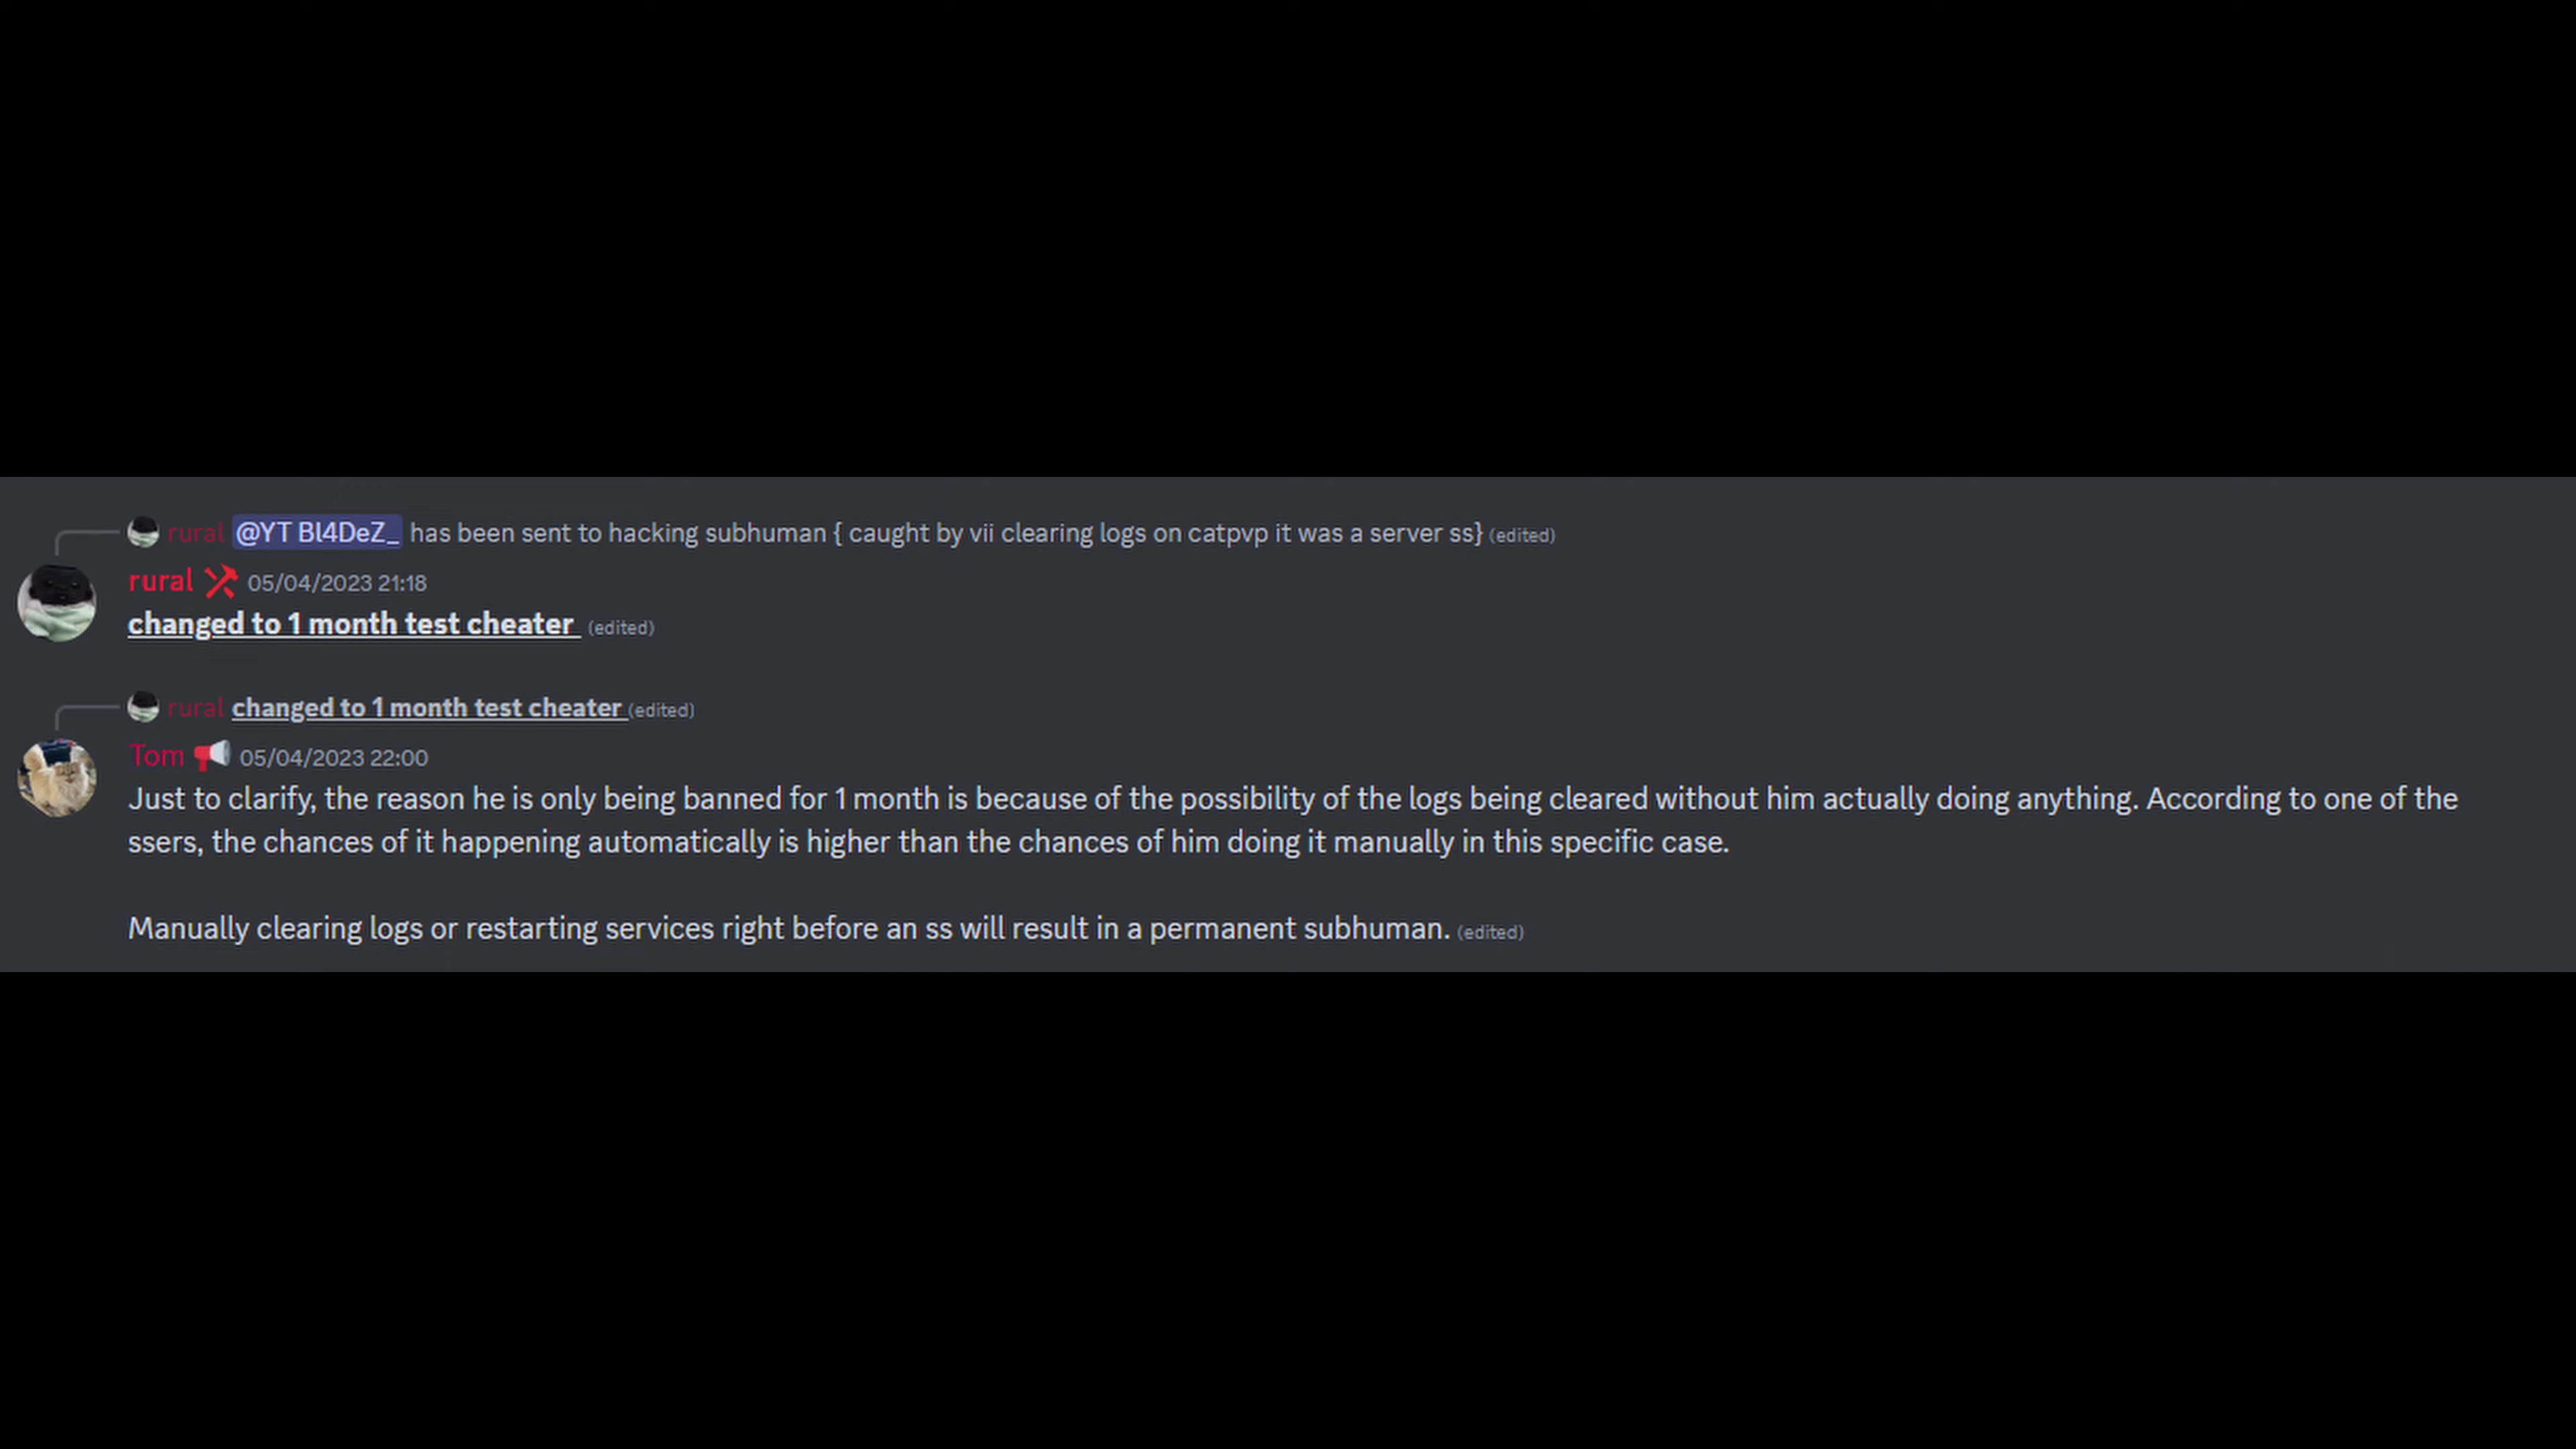 rural @YT Bl4DeZ_ has been sent to hacking subhuman { caught by vii clearing logs on catpvp it was a server ss} (edited)
rural 05/04/2023 21:18
changed to 1 month test cheater (edited)
rural changed to 1 month test cheater (edited)
Tom 05/04/2023 22:00
Just to clarify, the reason he is only being banned for 1 month is because of the possibility of the logs being cleared without him actually doing anything. According to one of the
ssers, the chances of it happening automatically is higher than the chances of him doing it manually in this specific case.
Manually clearing logs or restarting services right before an ss will result in a permanent subhuman. (edited)